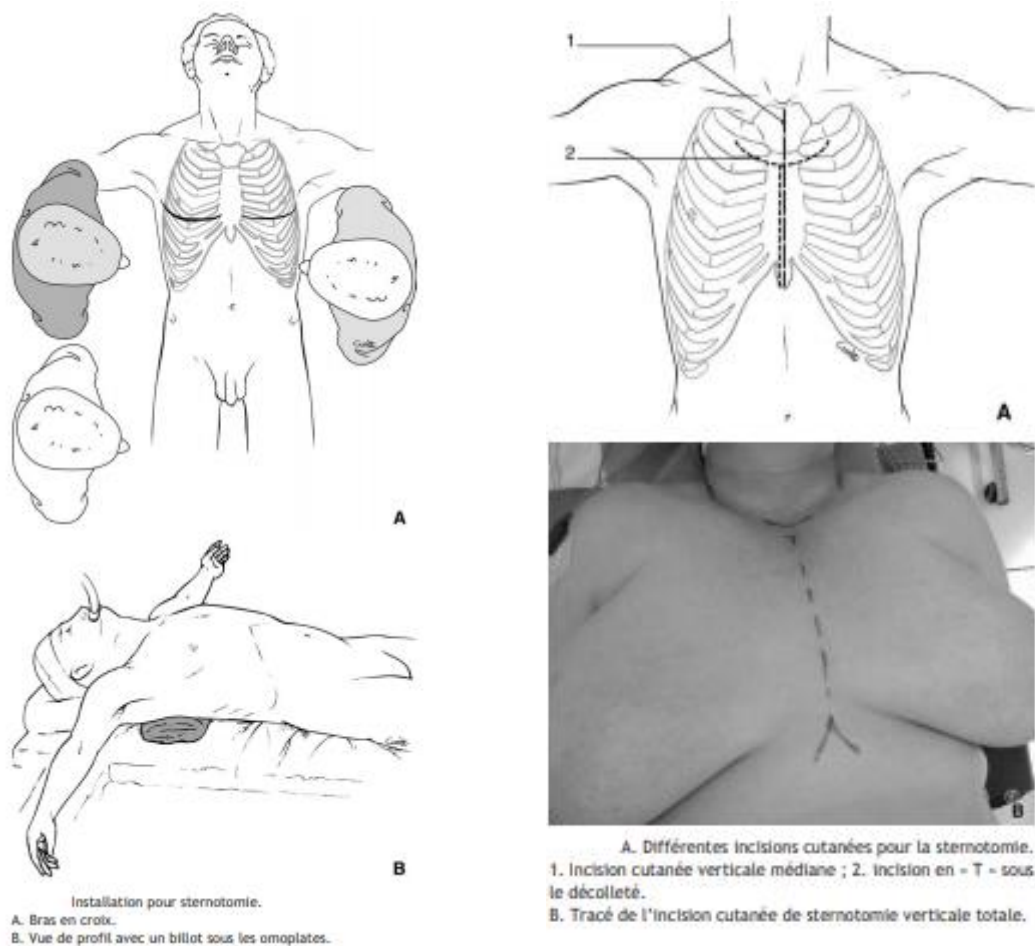 A
B
Installation pour sternotomie.
A. Bras en croix.
B. Vue de profil avec un billot sous les omoplates.
1
2
A
B
A. Différentes incisions cutanées pour la sternotomie.
1. Incision cutanée verticale médiane ; 2. incision en « T » sous
le décolleté.
B. Tracé de l'incision cutanée de sternotomie verticale totale.